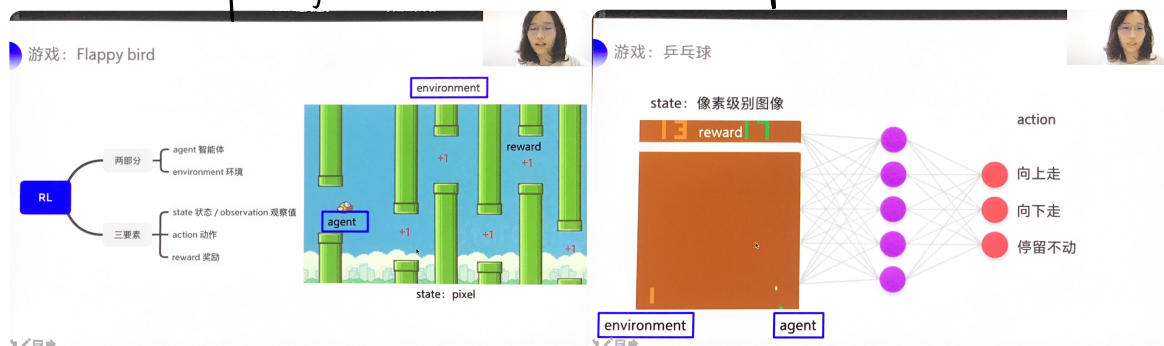 游戏：Flappy bird
environment
RL
两部分
agent 智能体
environment 环境
三要素
state 状态 / observation 观察值
action 动作
reward 奖励
reward
+1
+1
agent
+1
+1
+1
state：pixel
游戏：乒乓球
state：像素级别图像
13 reward 17
action
向上走
向下走
停留不动
environment
agent